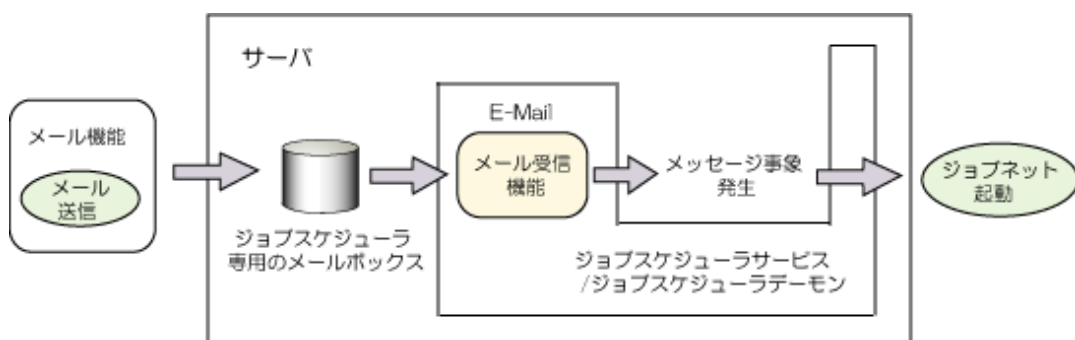 サーバ
メール機能
メール
送信
ジョブスケジューラ
専用のメールボックス
E-Mail
メール受信
機能
メッセージ事象
発生
ジョブスケジューラサービス
/ジョブスケジューラデーモン
ジョブネット
起動